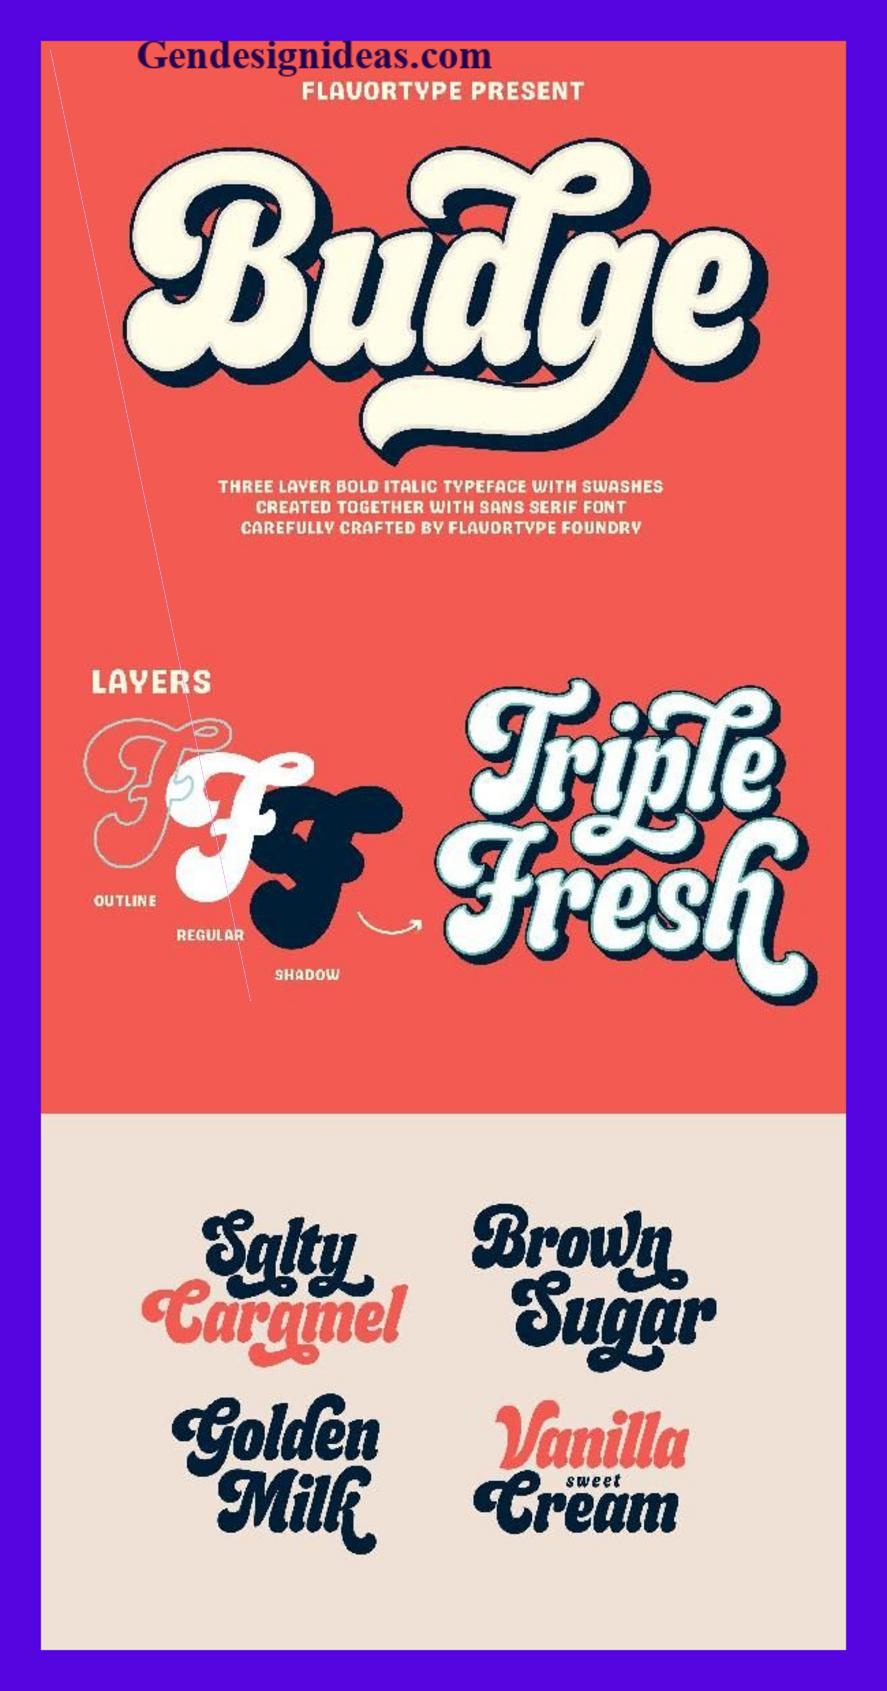 Gendesignideas.com
FLAVORTYPE PRESENT
Budge
THREE LAYER BOLD ITALIC TYPEFACE WITH SWASHES
CREATED TOGETHER WITH SANS SERIF FONT
CAREFULLY CRAFTED BY FLAVORTYPE FOUNDRY
LAYERS
F F F
OUTLINE
REGULAR
SHADOW
Triple
Fresh
Salty
Caramel
Brown
Sugar
Golden
Milk
Vanilla
sweet
Cream